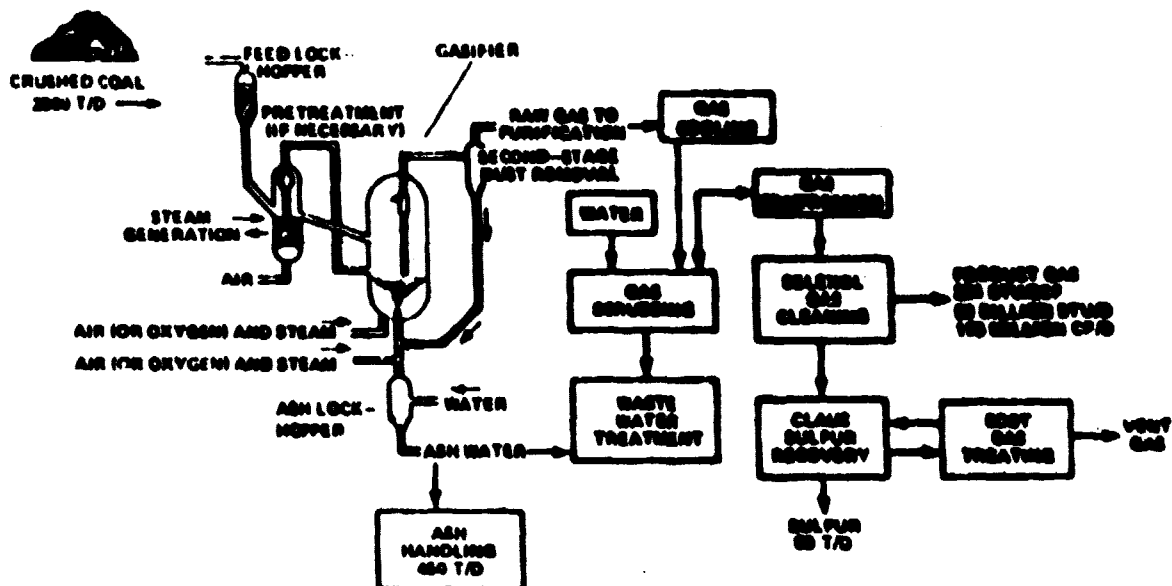 FEED LOCK-
HOPPER
GASIFIER
CRUSHED COAL
T/D
PRETREATMENT
(IF NECESSARY)
RAW GAS TO
PURIFICATION
GAS
COOLING
SECOND-STAGE
DUST REMOVAL
WATER
GAS
STEAM
GENERATION
AIR
GAS
SCRUBBING
SELEXOL
GAS
CLEANING
PRODUCT GAS
AIR (OR OXYGEN) AND STEAM
AIR (OR OXYGEN) AND STEAM
ASH LOCK-
HOPPER
WATER
WASTE
WATER
TREATMENT
CLAUS
SULFUR
RECOVERY
GAS
TREATING
VENT
GAS
ASH WATER
ASH
HANDLING
T/D
SULFUR
T/D